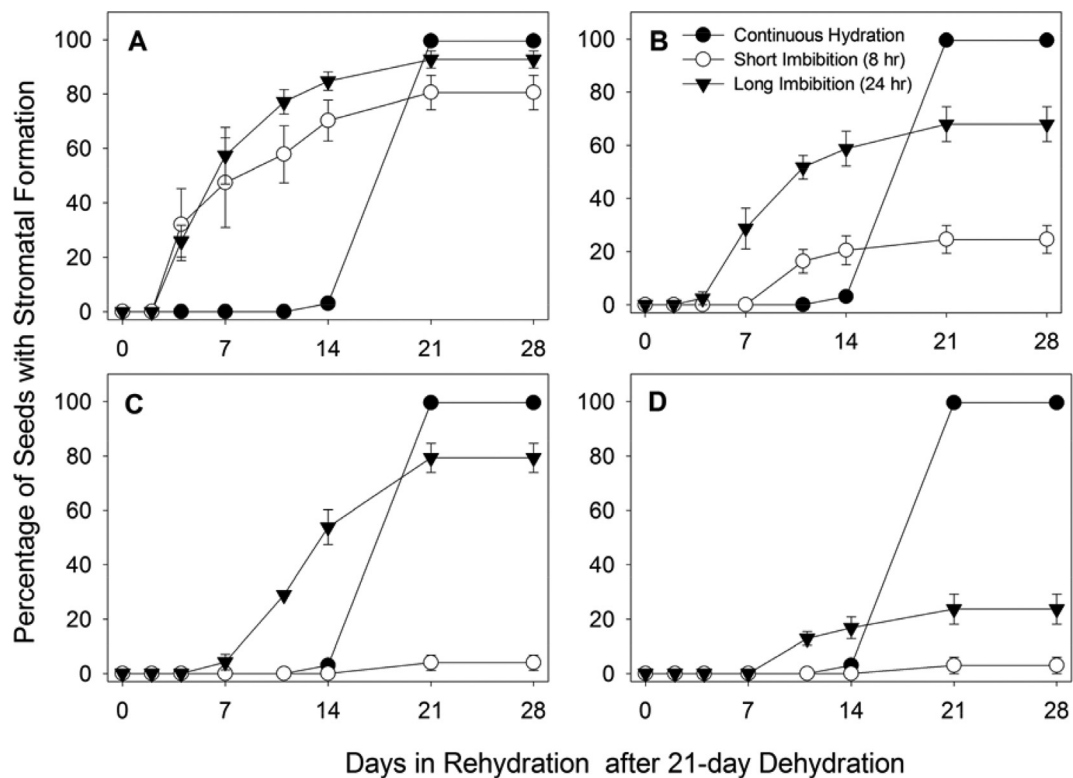 Percentage of Seeds with Stromatal Formation
A
100
80
60
40
20
0
0 7 14 21 28
B
Continuous Hydration
Short Imbibition (8 hr)
Long Imbibition (24 hr)
100
80
60
40
20
0
0 7 14 21 28
C
100
80
60
40
20
0
0 7 14 21 28
D
100
80
60
40
20
0
0 7 14 21 28
Days in Rehydration after 21-day Dehydration